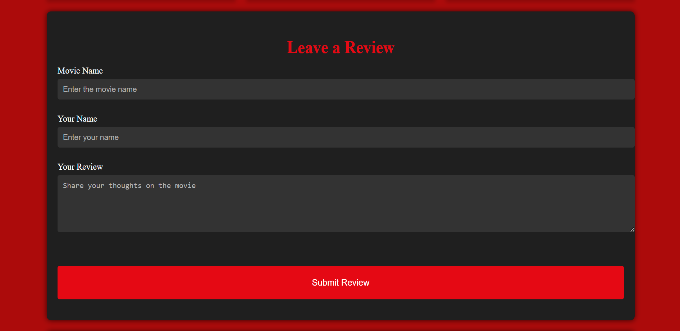 Leave a Review
Movie Name
Enter the movie name
Your Name
Enter your name
Your Review
Share your thoughts on the movie
Submit Review